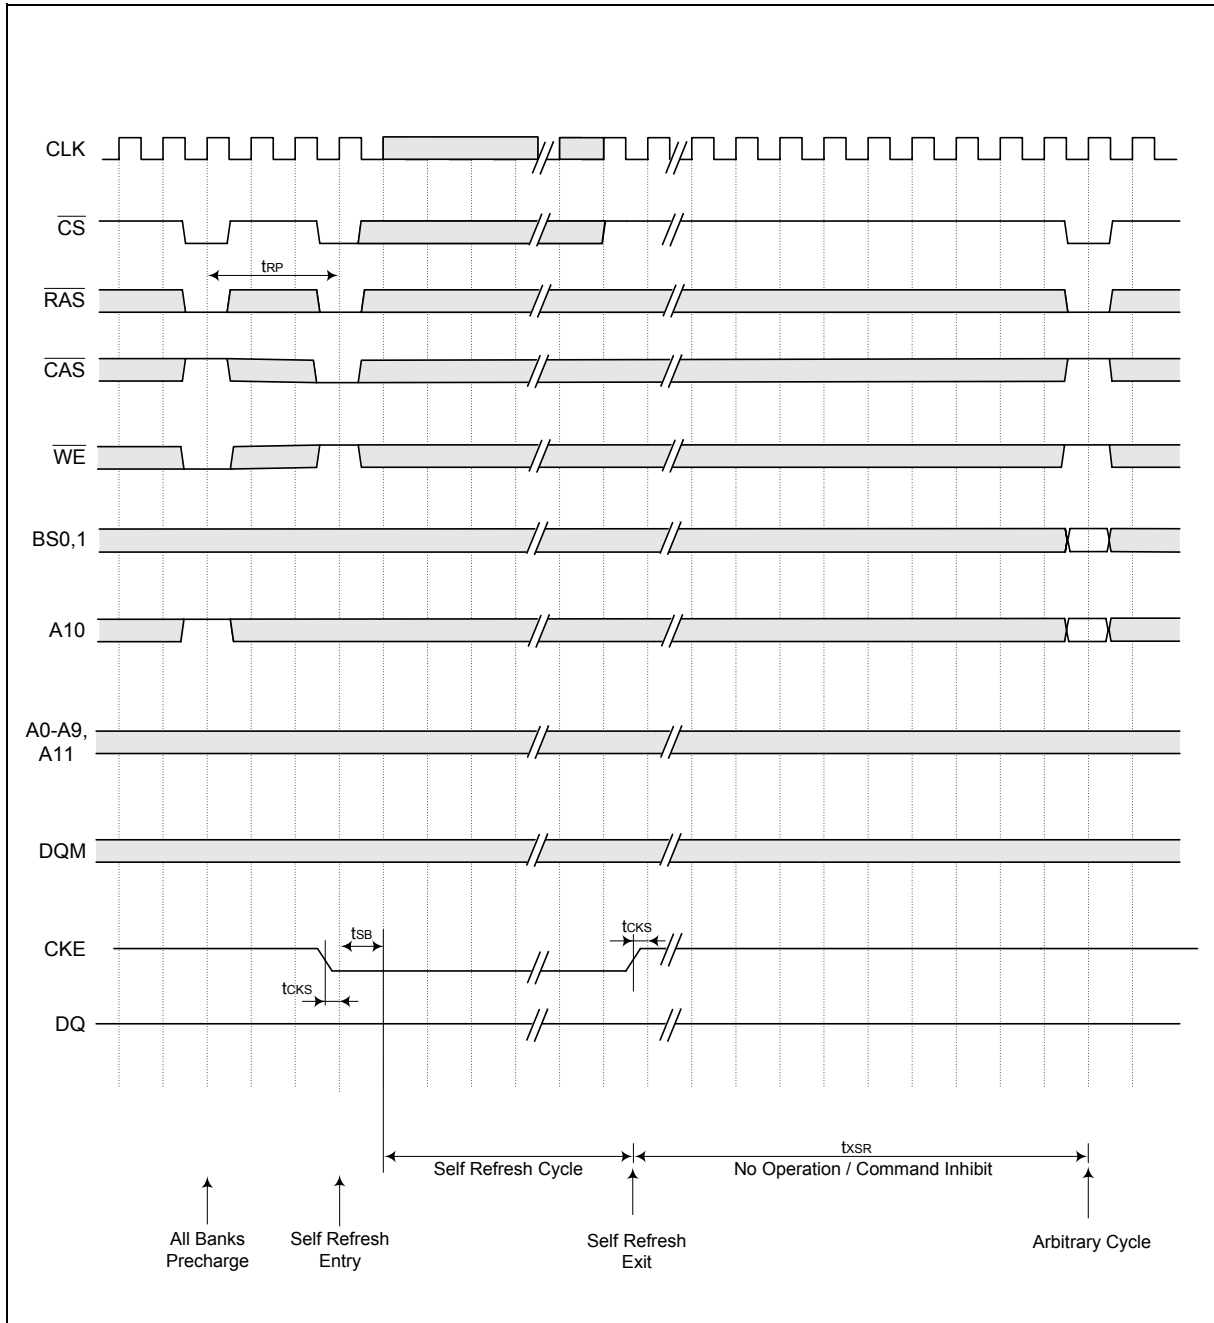 CLK
CS
tRP
RAS
CAS
WE
BS0,1
A10
A0-A9,
A11
DQM
tSB
tCKS
CKE
tCKS
DQ
tXSR
Self Refresh Cycle
No Operation / Command Inhibit
All Banks
Precharge
Self Refresh
Entry
Self Refresh
Exit
Arbitrary Cycle